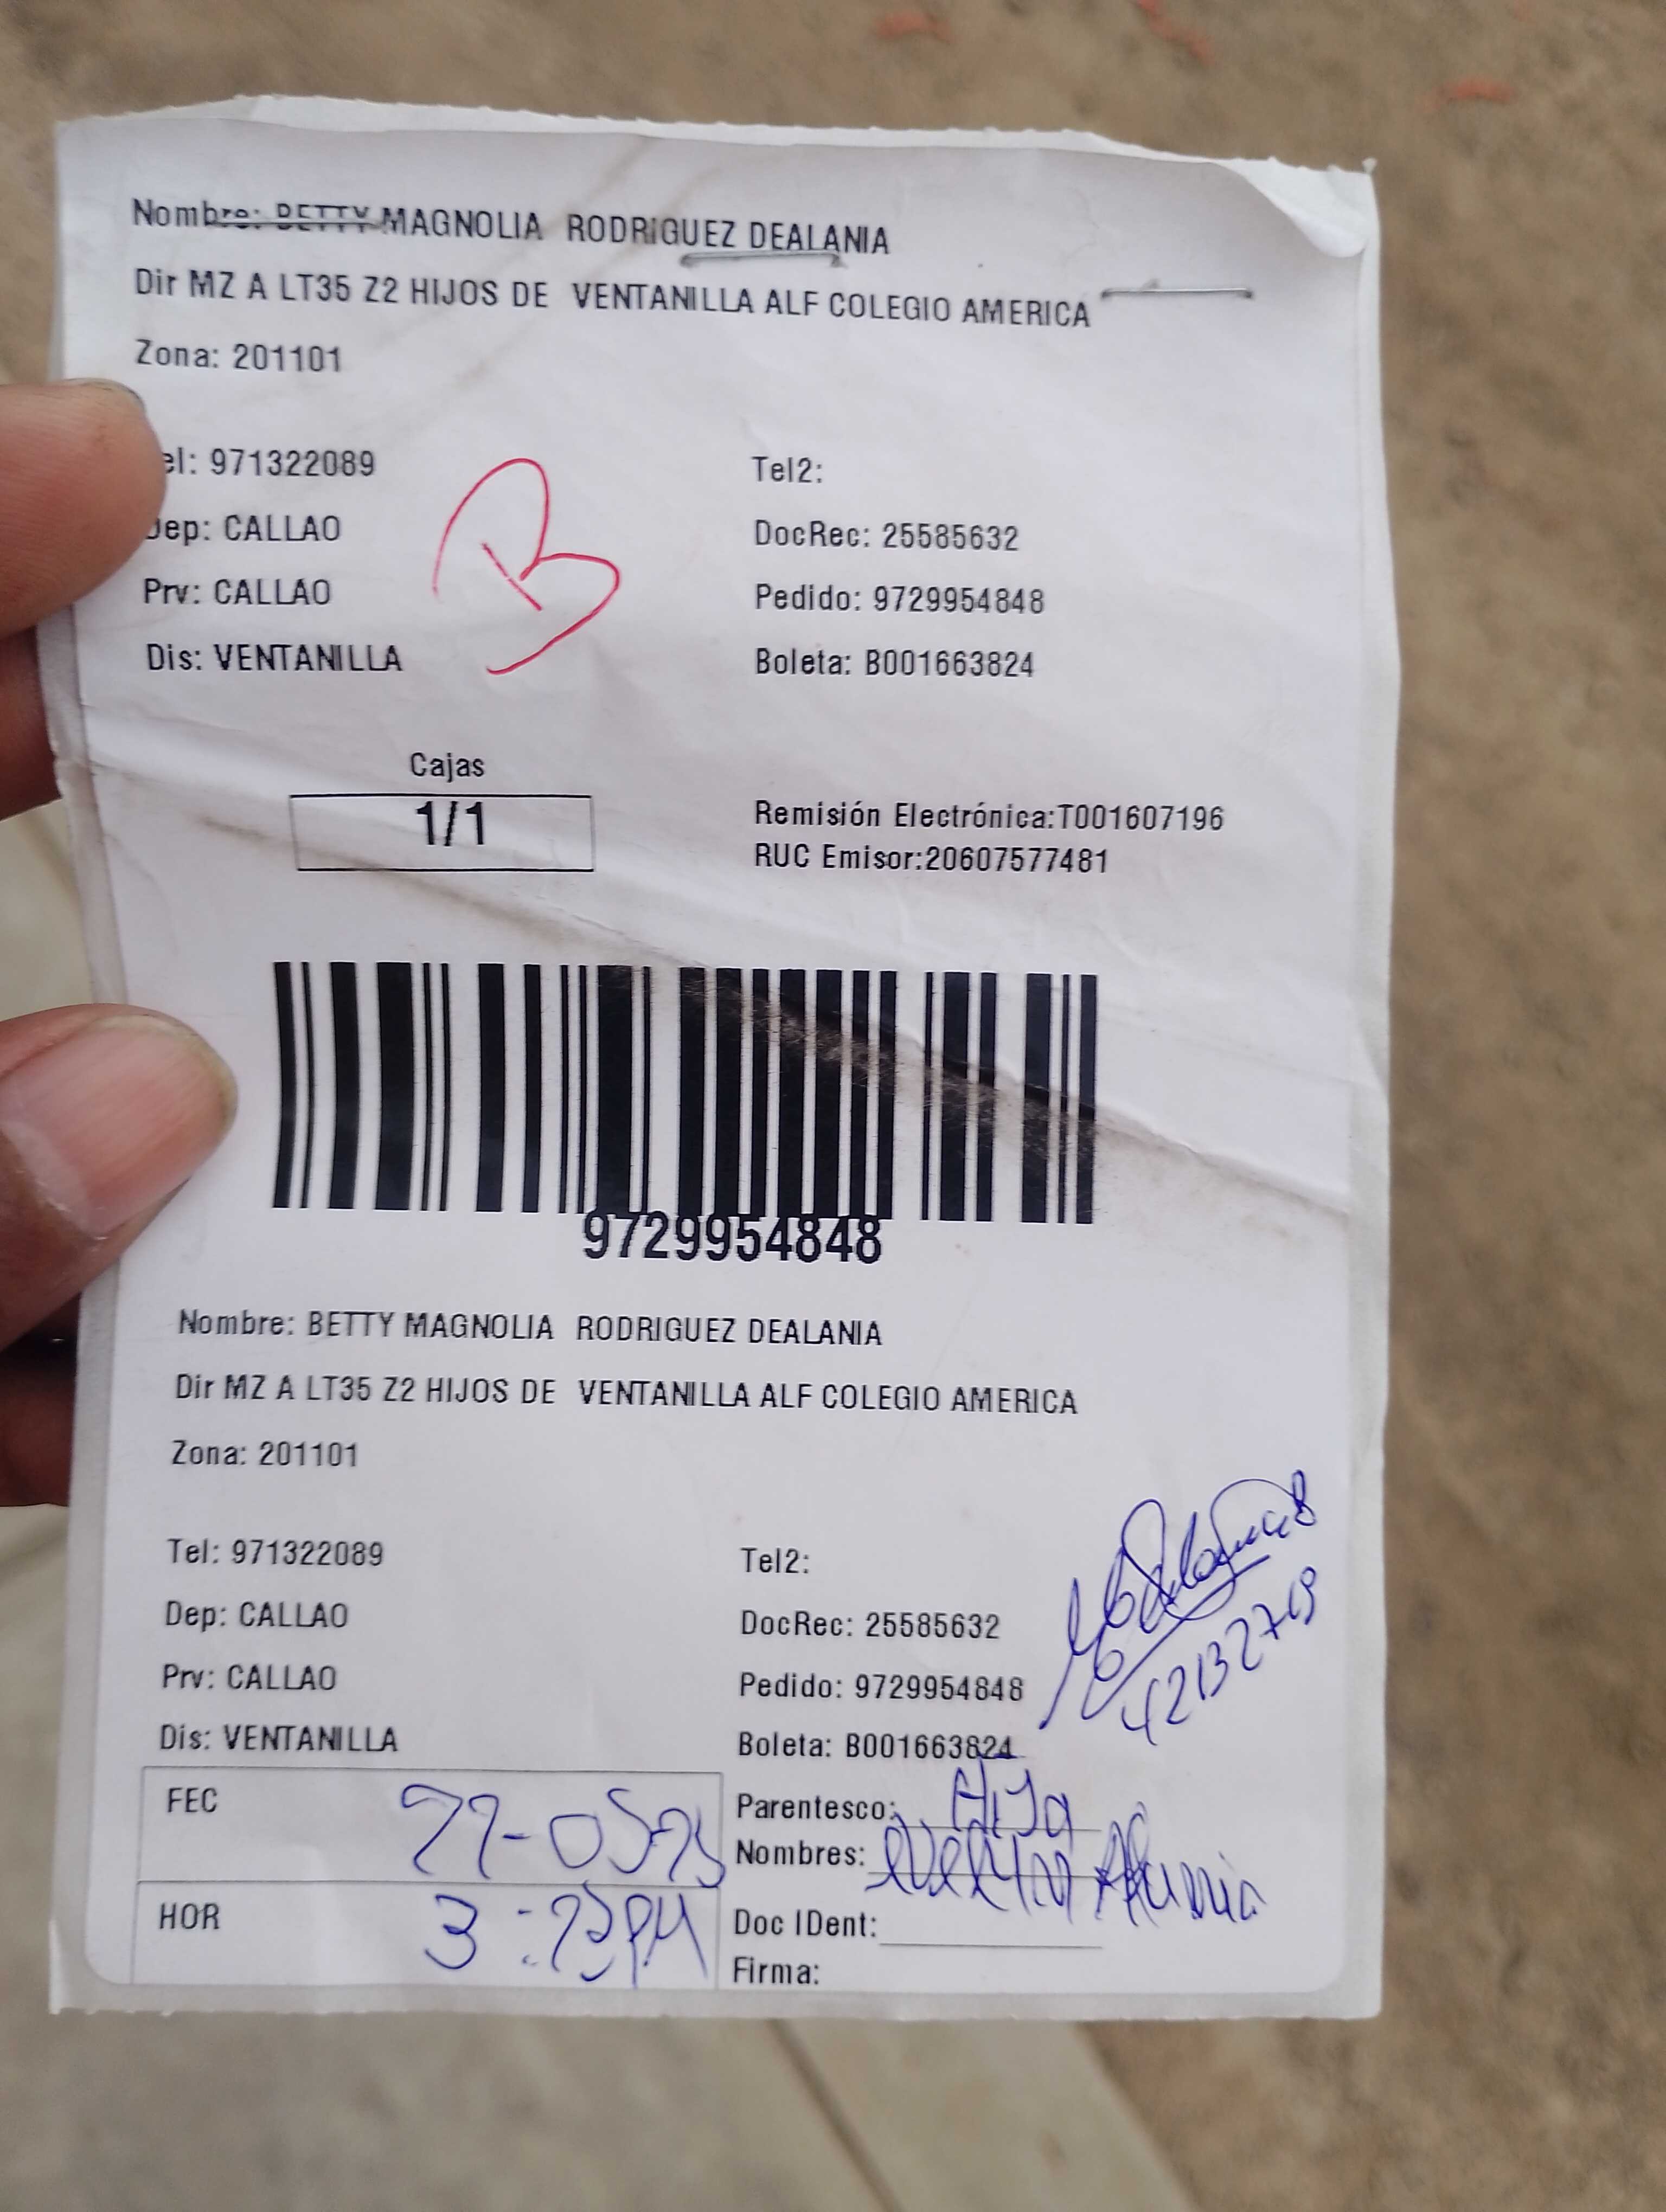 Nombre: BETTY MAGNOLIA RODRIGUEZ DEALANIA
Dir MZ A LT35 Z2 HIJOS DE VENTANILLA ALF COLEGIO AMERICA
Zona: 201101
el: 971322089
Tel2:
Dep: CALLAO
DocRec: 25585632
Prv: CALLAO
Pedido: 9729954848
Dis: VENTANILLA
Boleta: B001663824
B
Cajas
1/1
Remisión Electrónica:T001607196
RUC Emisor:20607577481
9729954848
Nombre: BETTY MAGNOLIA RODRIGUEZ DEALANIA
Dir MZ A LT35 Z2 HIJOS DE VENTANILLA ALF COLEGIO AMERICA
Zona: 201101
Tel: 971322089
Tel2:
Dep: CALLAO
DocRec: 25585632
Prv: CALLAO
Pedido: 9729954848
Dis: VENTANILLA
Boleta: B001663824
42132719
FEC
Parentesco: Hija
Nombres: Alania
HOR
Doc IDent:
Firma: